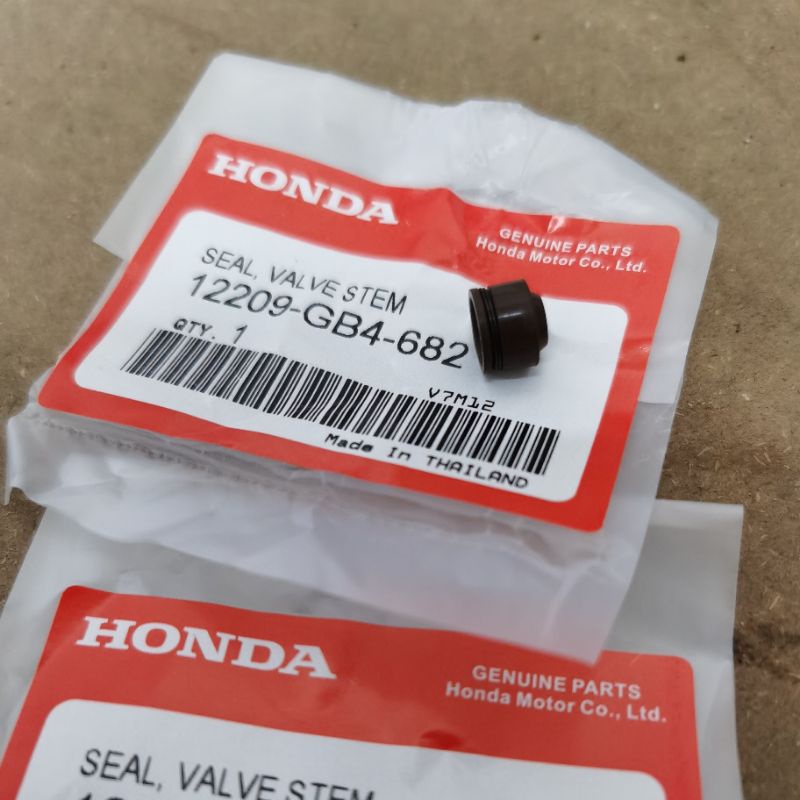 HONDA
GENUINE PARTS
Honda Motor Co., Ltd.
SEAL, VALVE STEM
12209-GB4-682
QTY. 1
V7M12
Made In THAILAND
HONDA
GENUINE PARTS
Honda Motor Co., Ltd.
SEAL, VALVE STEM